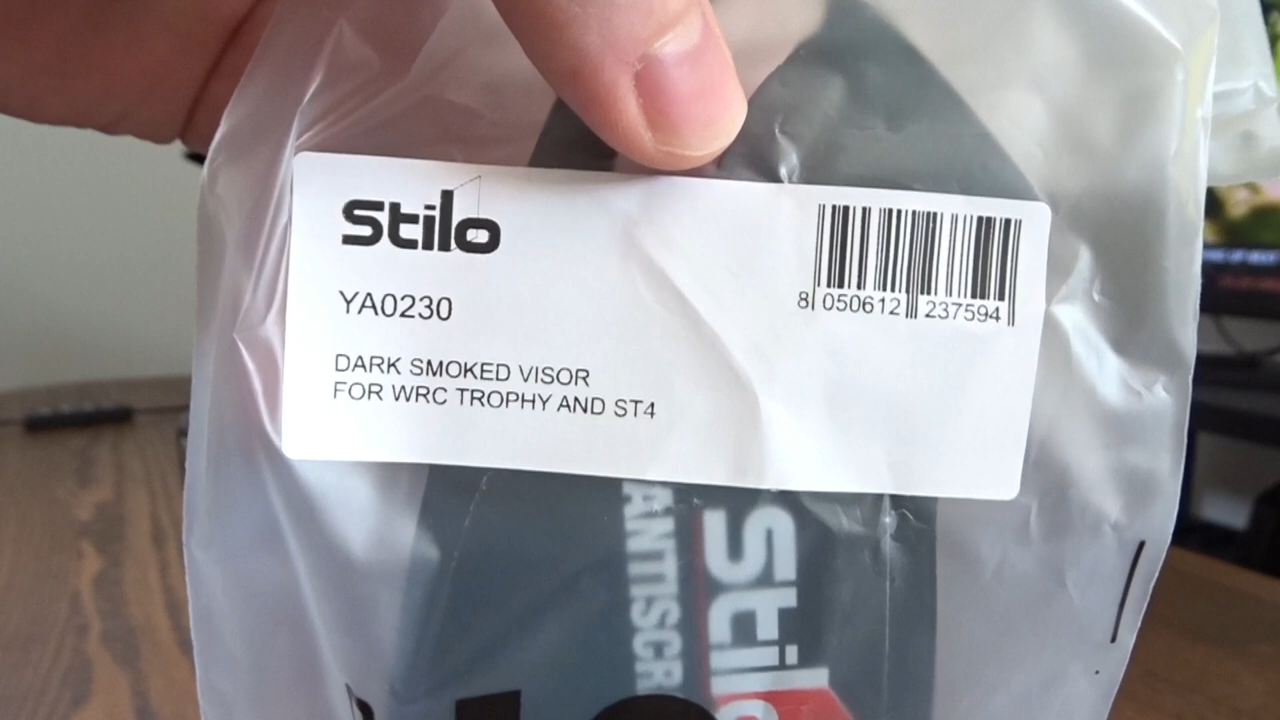 Stilo
YA0230
DARK SMOKED VISOR
FOR WRC TROPHY AND ST4
8 050612 237594
ANTISCR
Stilo